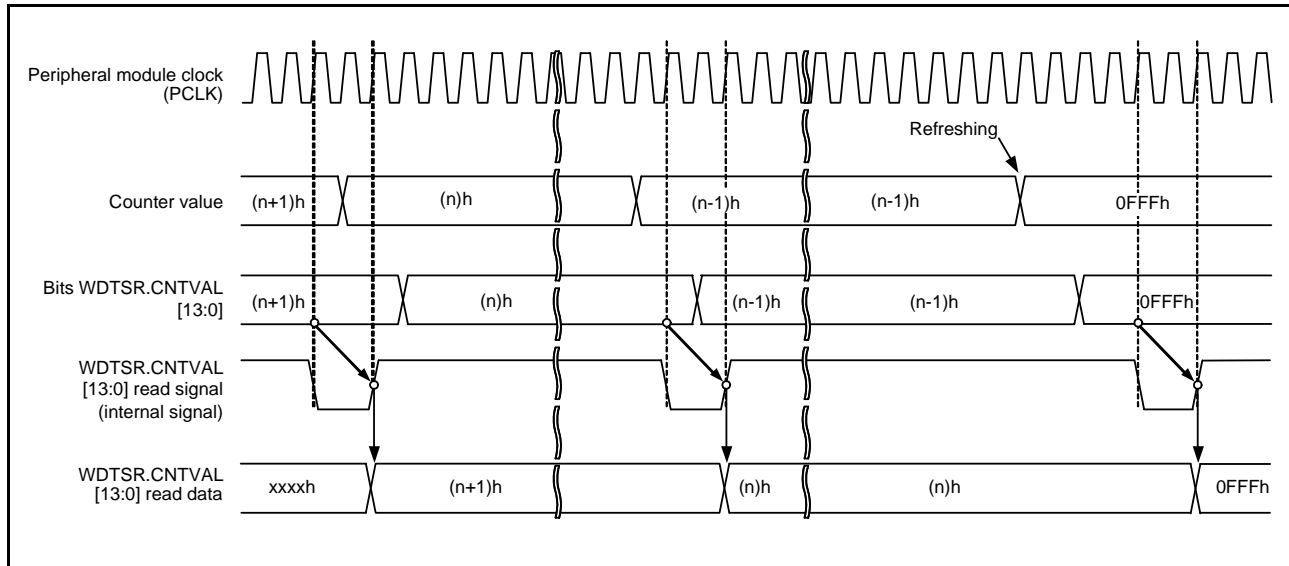 Peripheral module clock
(PCLK)
Refreshing
Counter value
(n+1)h
(n)h
(n-1)h
(n-1)h
0FFFh
Bits WDTSR.CNTVAL
[13:0]
(n+1)h
(n)h
(n-1)h
(n-1)h
0FFFh
WDTSR.CNTVAL
[13:0] read signal
(internal signal)
WDTSR.CNTVAL
[13:0] read data
xxxxh
(n+1)h
(n)h
(n)h
0FFFh